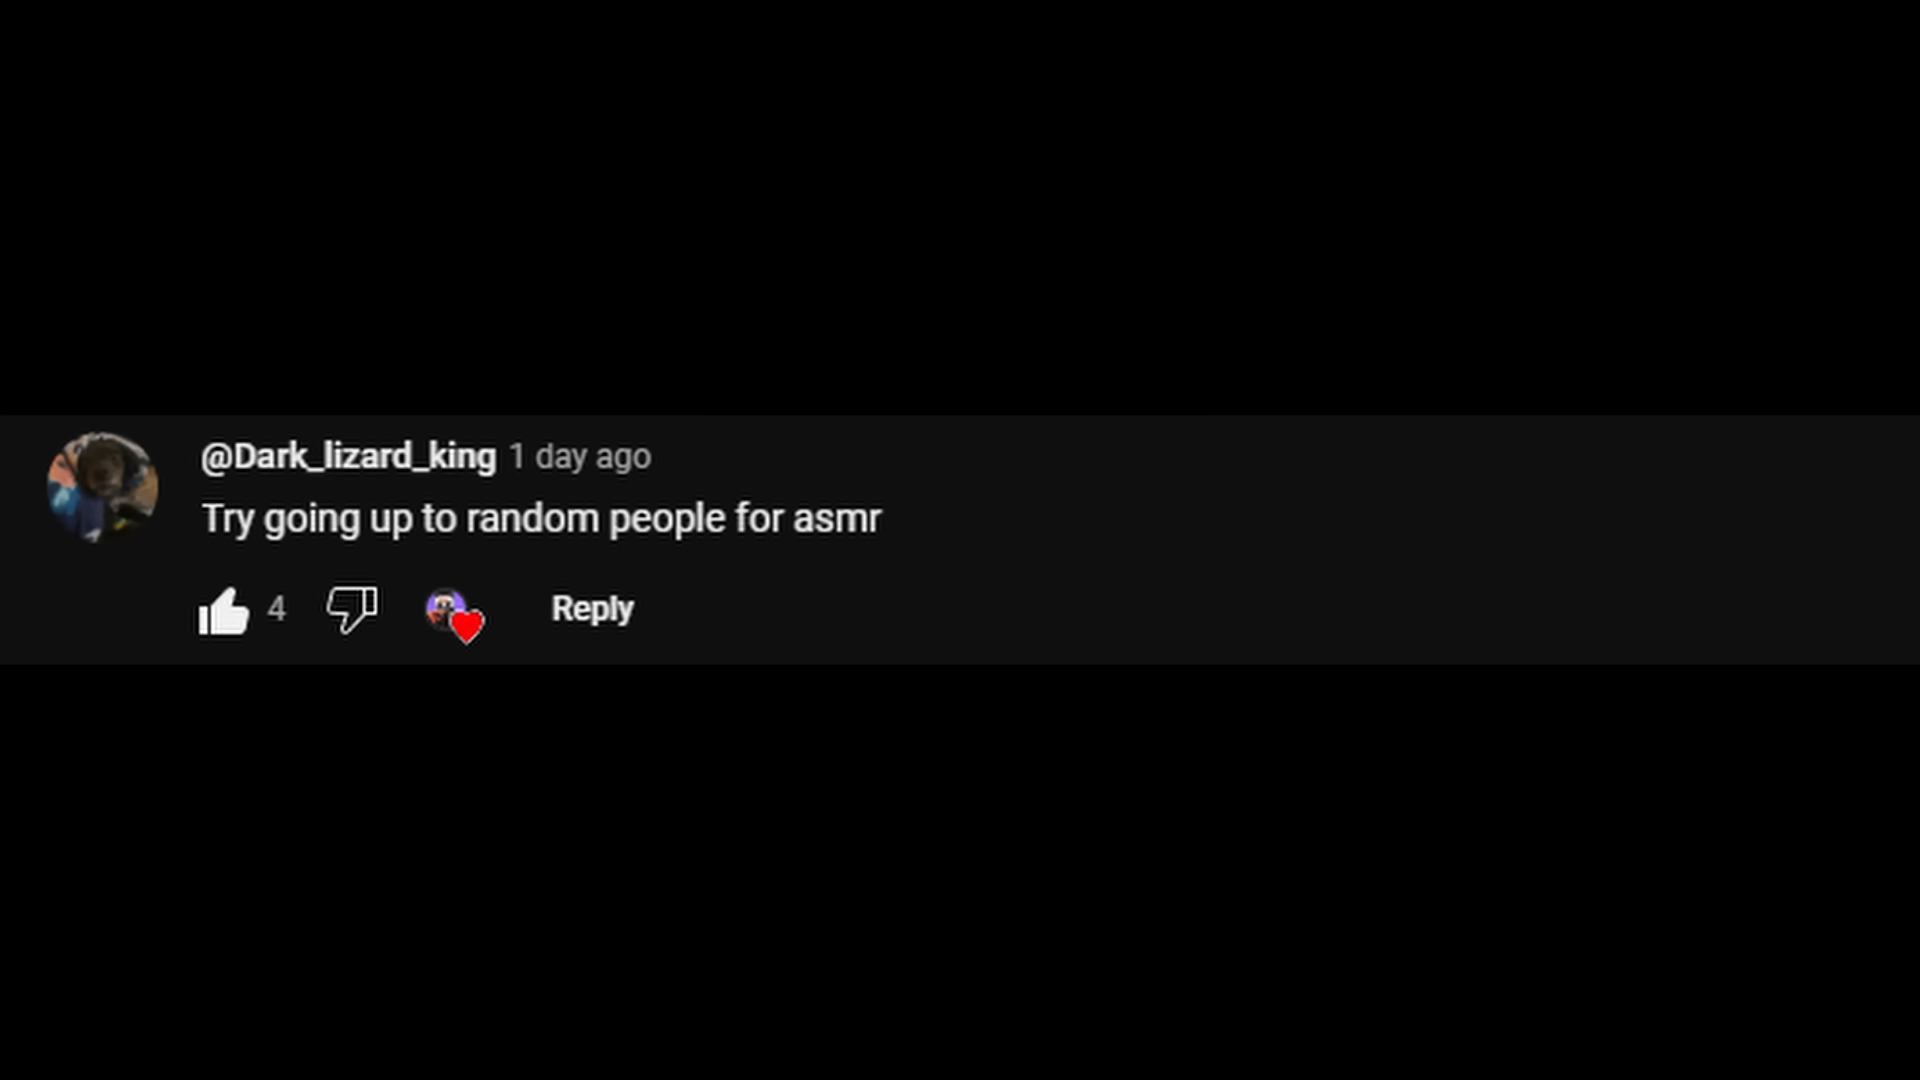 @Dark_lizard_king 1 day ago
Try going up to random people for asmr
4 Reply